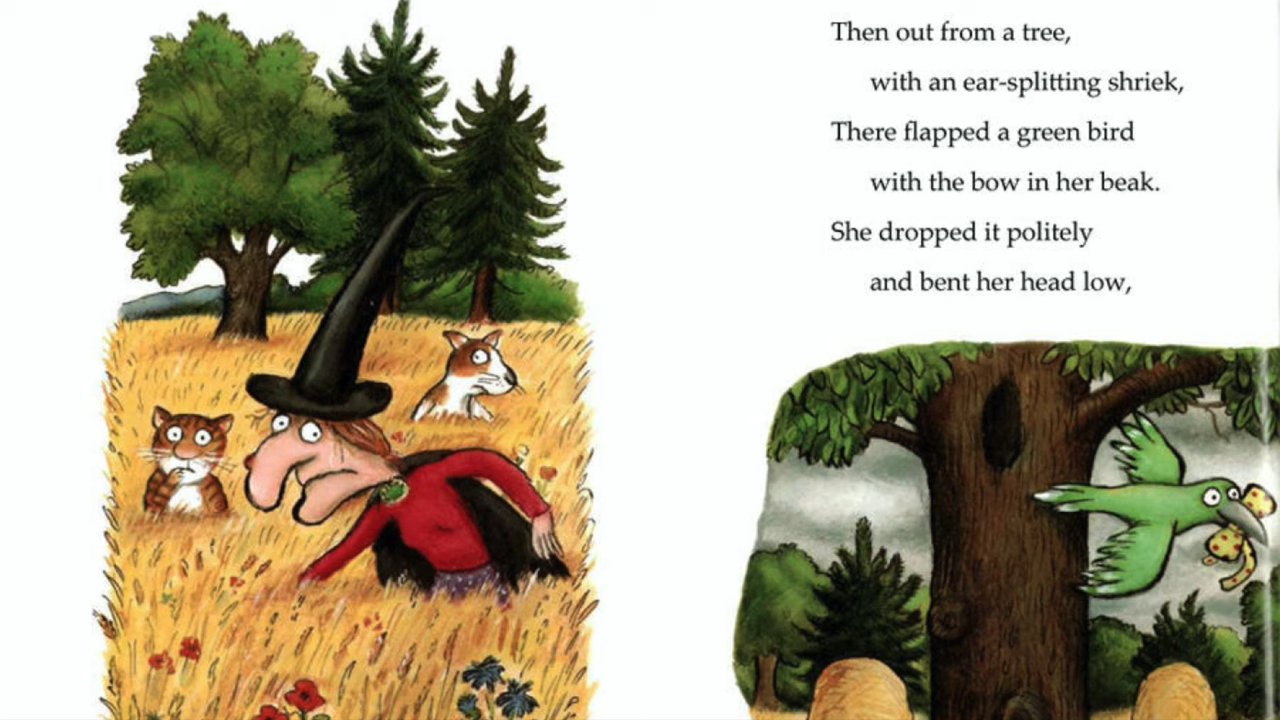 Then out from a tree,
with an ear-splitting shriek,
There flapped a green bird
with the bow in her beak.
She dropped it politely
and bent her head low,